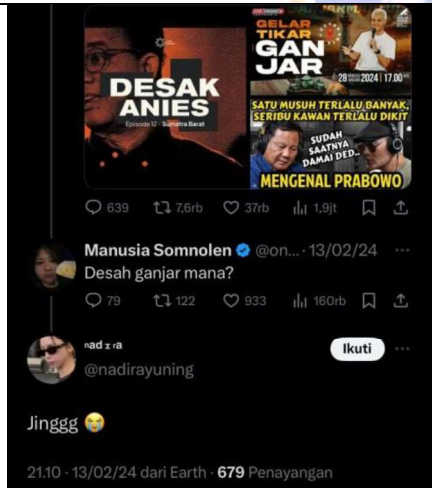 DESAK
ANIES
Episode 12 - Sumatra Barat
GELAR
TIKAR
GAN
JAR
28 2024 | 17.00
SATU MUSUH TERLALU BANYAK,
SERIBU KAWAN TERLALU DIKIT
SUDAH
SAATNYA
DAMAI DED..
MENGENAL PRABOWO
639 7,6rb 37rb 1,9jt
Manusia Somnolen @on... · 13/02/24
Desah ganjar mana?
79 122 933 160rb
nad ɪ ra
Ikuti
@nadirayuning
Jinggg 😭
21.10 · 13/02/24 dari Earth · 679 Penayangan